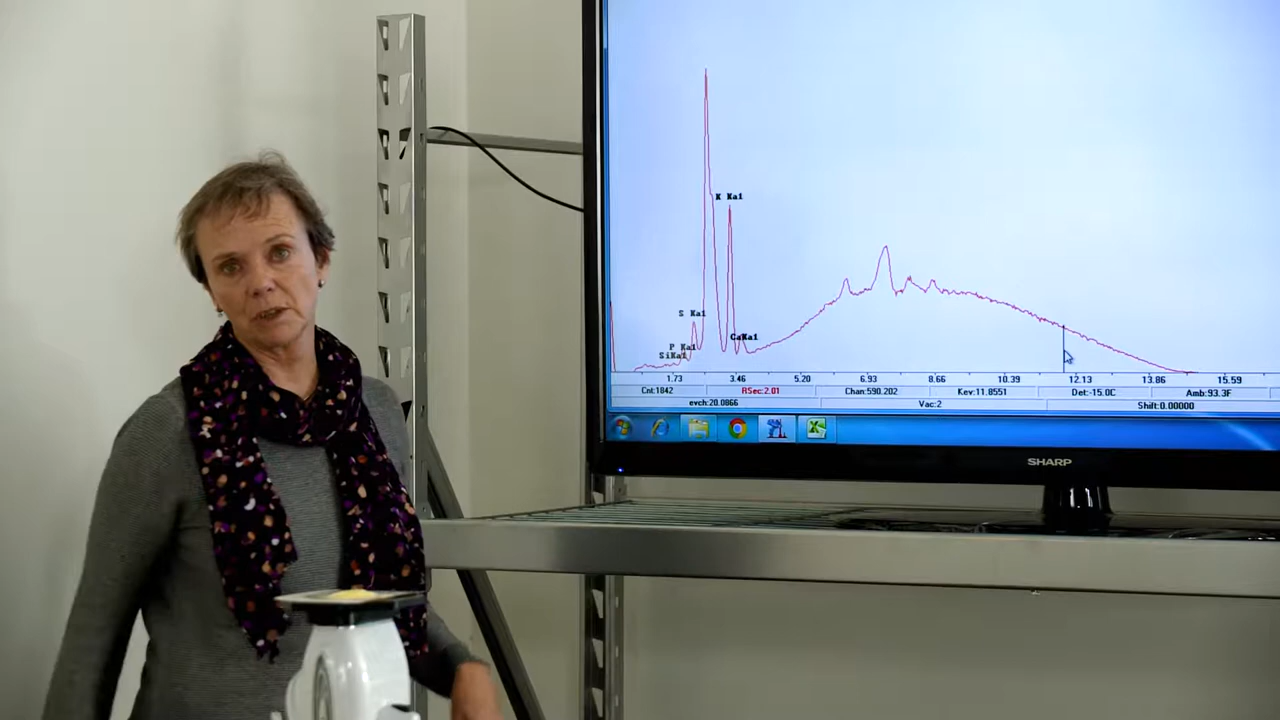 K Ka1
S Ka1
CaKa1
P Ka1
SiKa1
1.73 3.46 5.20 6.93 8.66 10.39 12.13 13.86 15.59
Cnt:1842 RSec:2.01 Chan:590.202 Kev:11.8551 Det:-15.0C Amb:93.3F
evch:20.0866 Vac:2 Shift:0.00000
SHARP